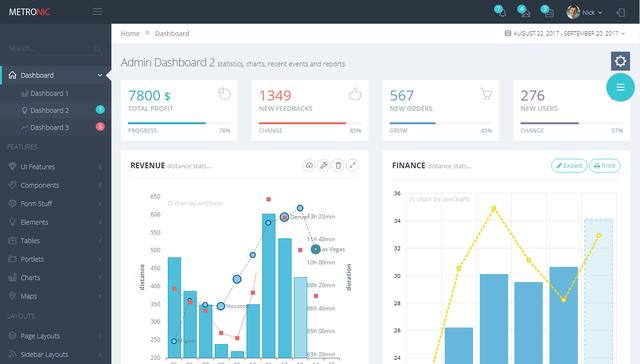 METRONIC
7
4
3
Nick
Search...
Home
Dashboard
AUGUST 22, 2017 - SEPTEMBER 20, 2017
Dashboard
Dashboard 1
Dashboard 2
1
Dashboard 3
5
FEATURES
UI Features
Components
Form Stuff
Elements
Tables
Portlets
Charts
Maps
LAYOUTS
Page Layouts
Sidebar Layouts
Admin Dashboard 2 statistics, charts, recent events and reports
7800 $
TOTAL PROFIT
PROGRESS 76%
1349
NEW FEEDBACKS
CHANGE 85%
567
NEW ORDERS
GROW 45%
276
NEW USERS
CHANGE 57%
REVENUE distance stats...
JS chart by amCharts
650
600
550
500
450
400
350
300
250
200
distance
Miami
Houston
Denver
Las Vegas
13h 20min
11h 40min
10h 00min
08h 20min
06h 40min
05h 00min
03h 20min
duration
FINANCE distance stats...
Export
Print
JS chart by amCharts
36
34
32
30
28
26
24